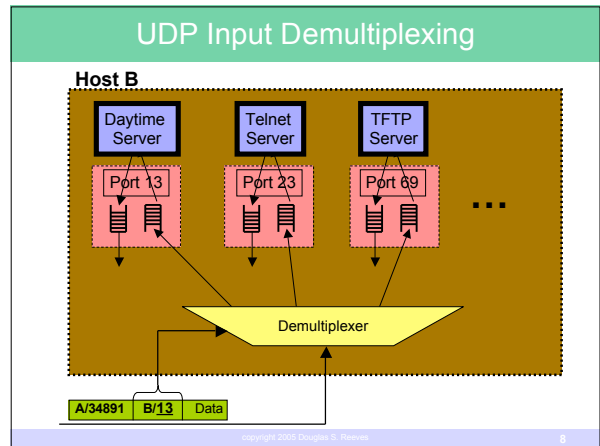 UDP Input Demultiplexing
Host B
Daytime
Server
Telnet
Server
TFTP
Server
Port 13
Port 23
Port 69
...
Demultiplexer
A/34891 B/13 Data
copyright 2005 Douglas S. Reeves
8